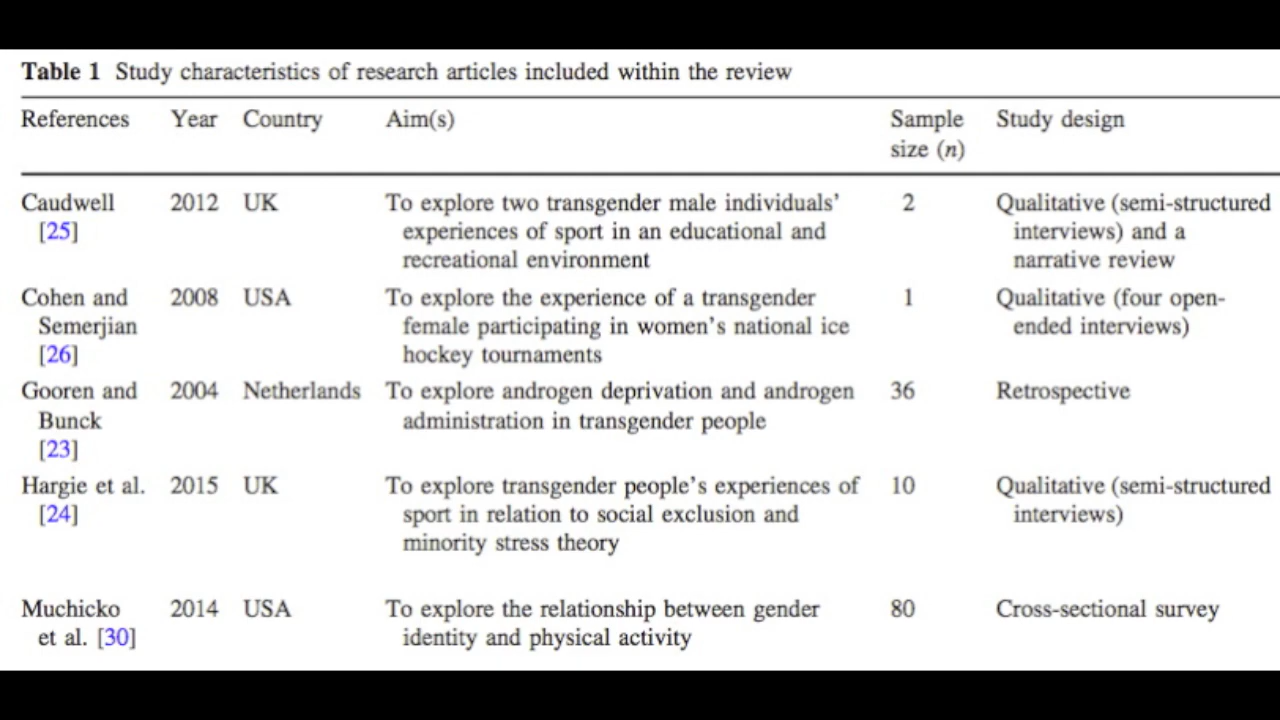 Table 1 Study characteristics of research articles included within the review
References Year Country Aim(s) Sample size (n) Study design
Caudwell 2012 UK To explore two transgender male individuals’ 2 Qualitative (semi-structured
[25] experiences of sport in an educational and interviews) and a
recreational environment narrative review
Cohen and 2008 USA To explore the experience of a transgender 1 Qualitative (four open-
Semerjian female participating in women’s national ice ended interviews)
[26] hockey tournaments
Gooren and 2004 Netherlands To explore androgen deprivation and androgen 36 Retrospective
Bunck administration in transgender people
[23]
Hargie et al. 2015 UK To explore transgender people’s experiences of 10 Qualitative (semi-structured
[24] sport in relation to social exclusion and interviews)
minority stress theory
Muchicko 2014 USA To explore the relationship between gender 80 Cross-sectional survey
et al. [30] identity and physical activity